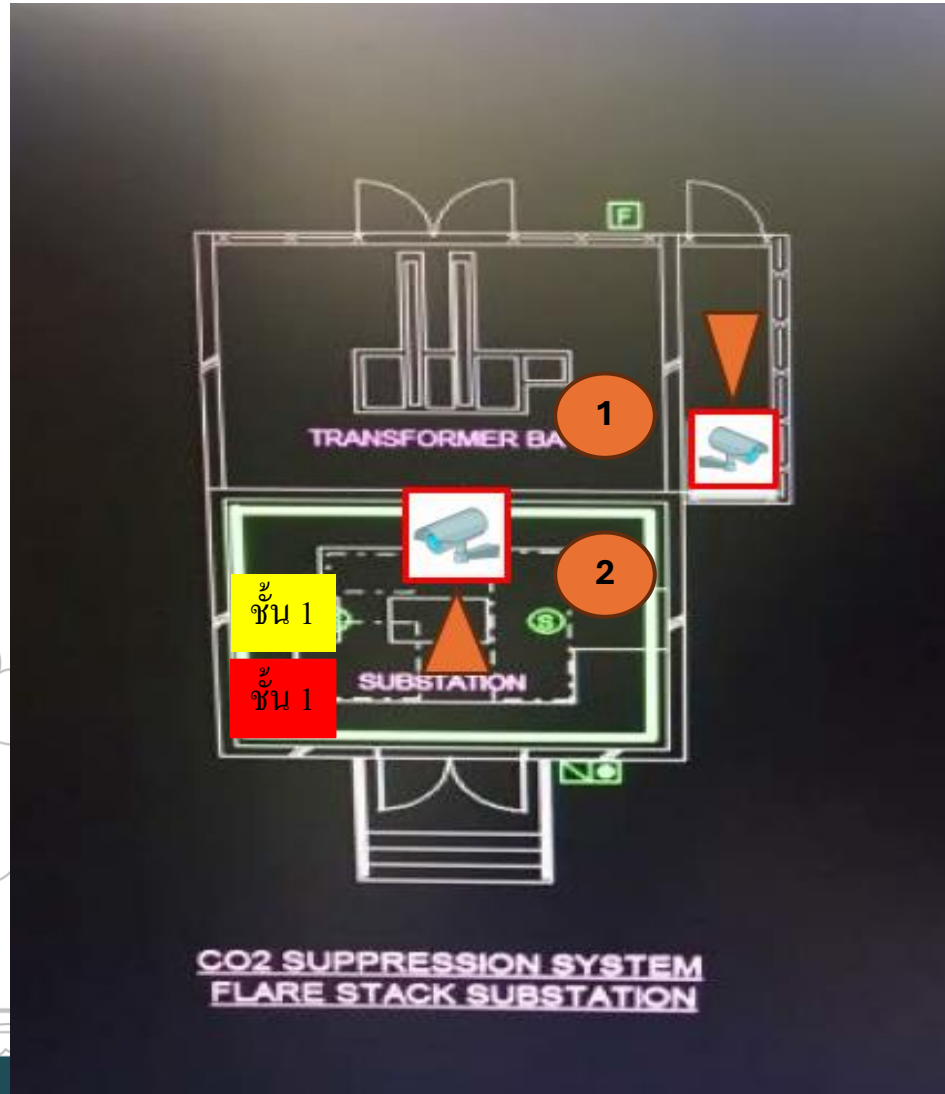 F
1
TRANSFORMER BA
2
ชั้น 1
S
ชั้น 1
SUBSTATION
CO2 SUPPRESSION SYSTEM
FLARE STACK SUBSTATION